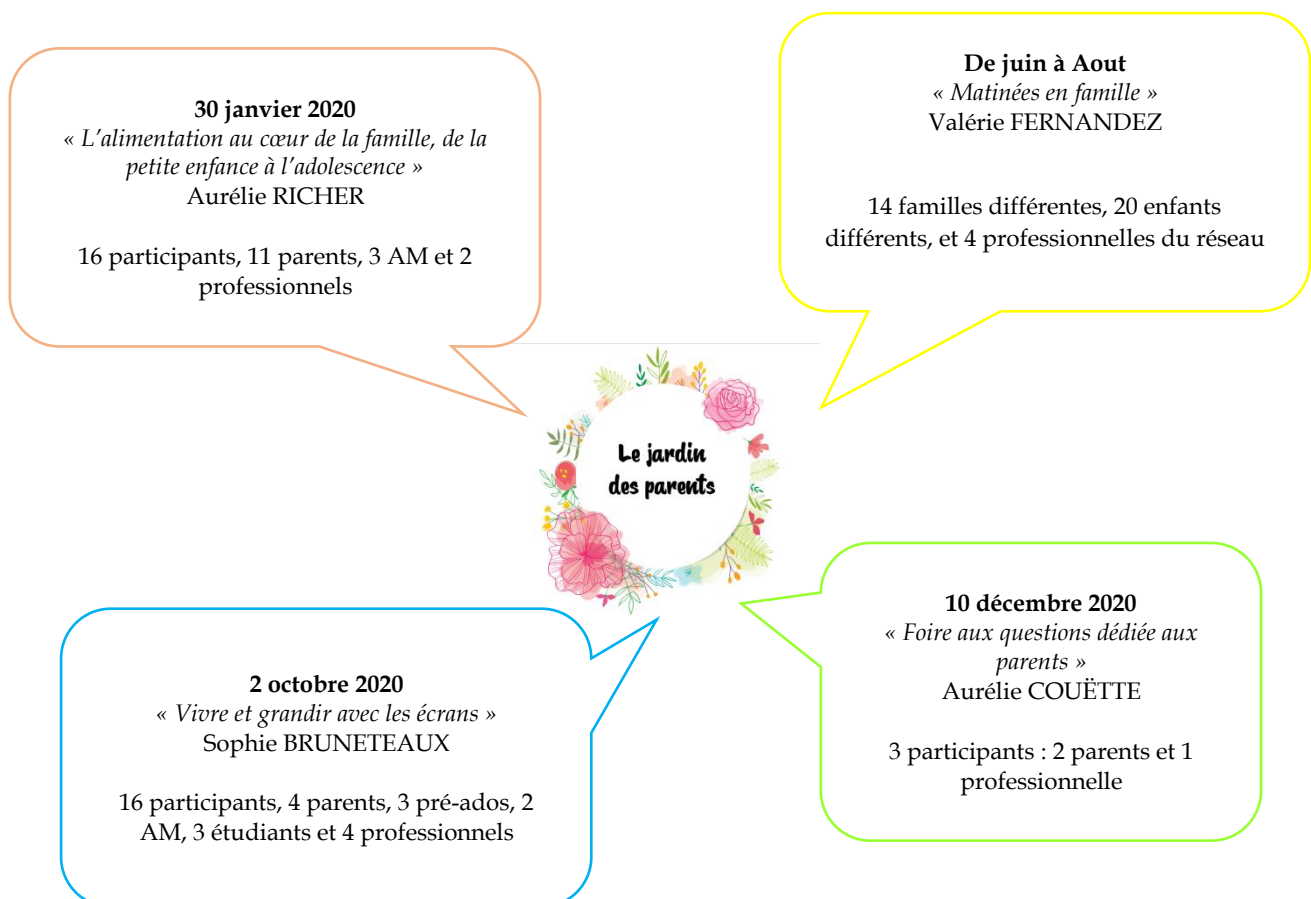 30 janvier 2020
« L’alimentation au cœur de la famille, de la
petite enfance à l’adolescence »
Aurélie RICHER
16 participants, 11 parents, 3 AM et 2
professionnels
De juin à Aout
« Matinées en famille »
Valérie FERNANDEZ
14 familles différentes, 20 enfants
différents, et 4 professionnelles du réseau
Le jardin
des parents
2 octobre 2020
« Vivre et grandir avec les écrans »
Sophie BRUNETEAUX
16 participants, 4 parents, 3 pré-ados, 2
AM, 3 étudiants et 4 professionnels
10 décembre 2020
« Foire aux questions dédiée aux
parents »
Aurélie COUËTTE
3 participants : 2 parents et 1
professionnelle